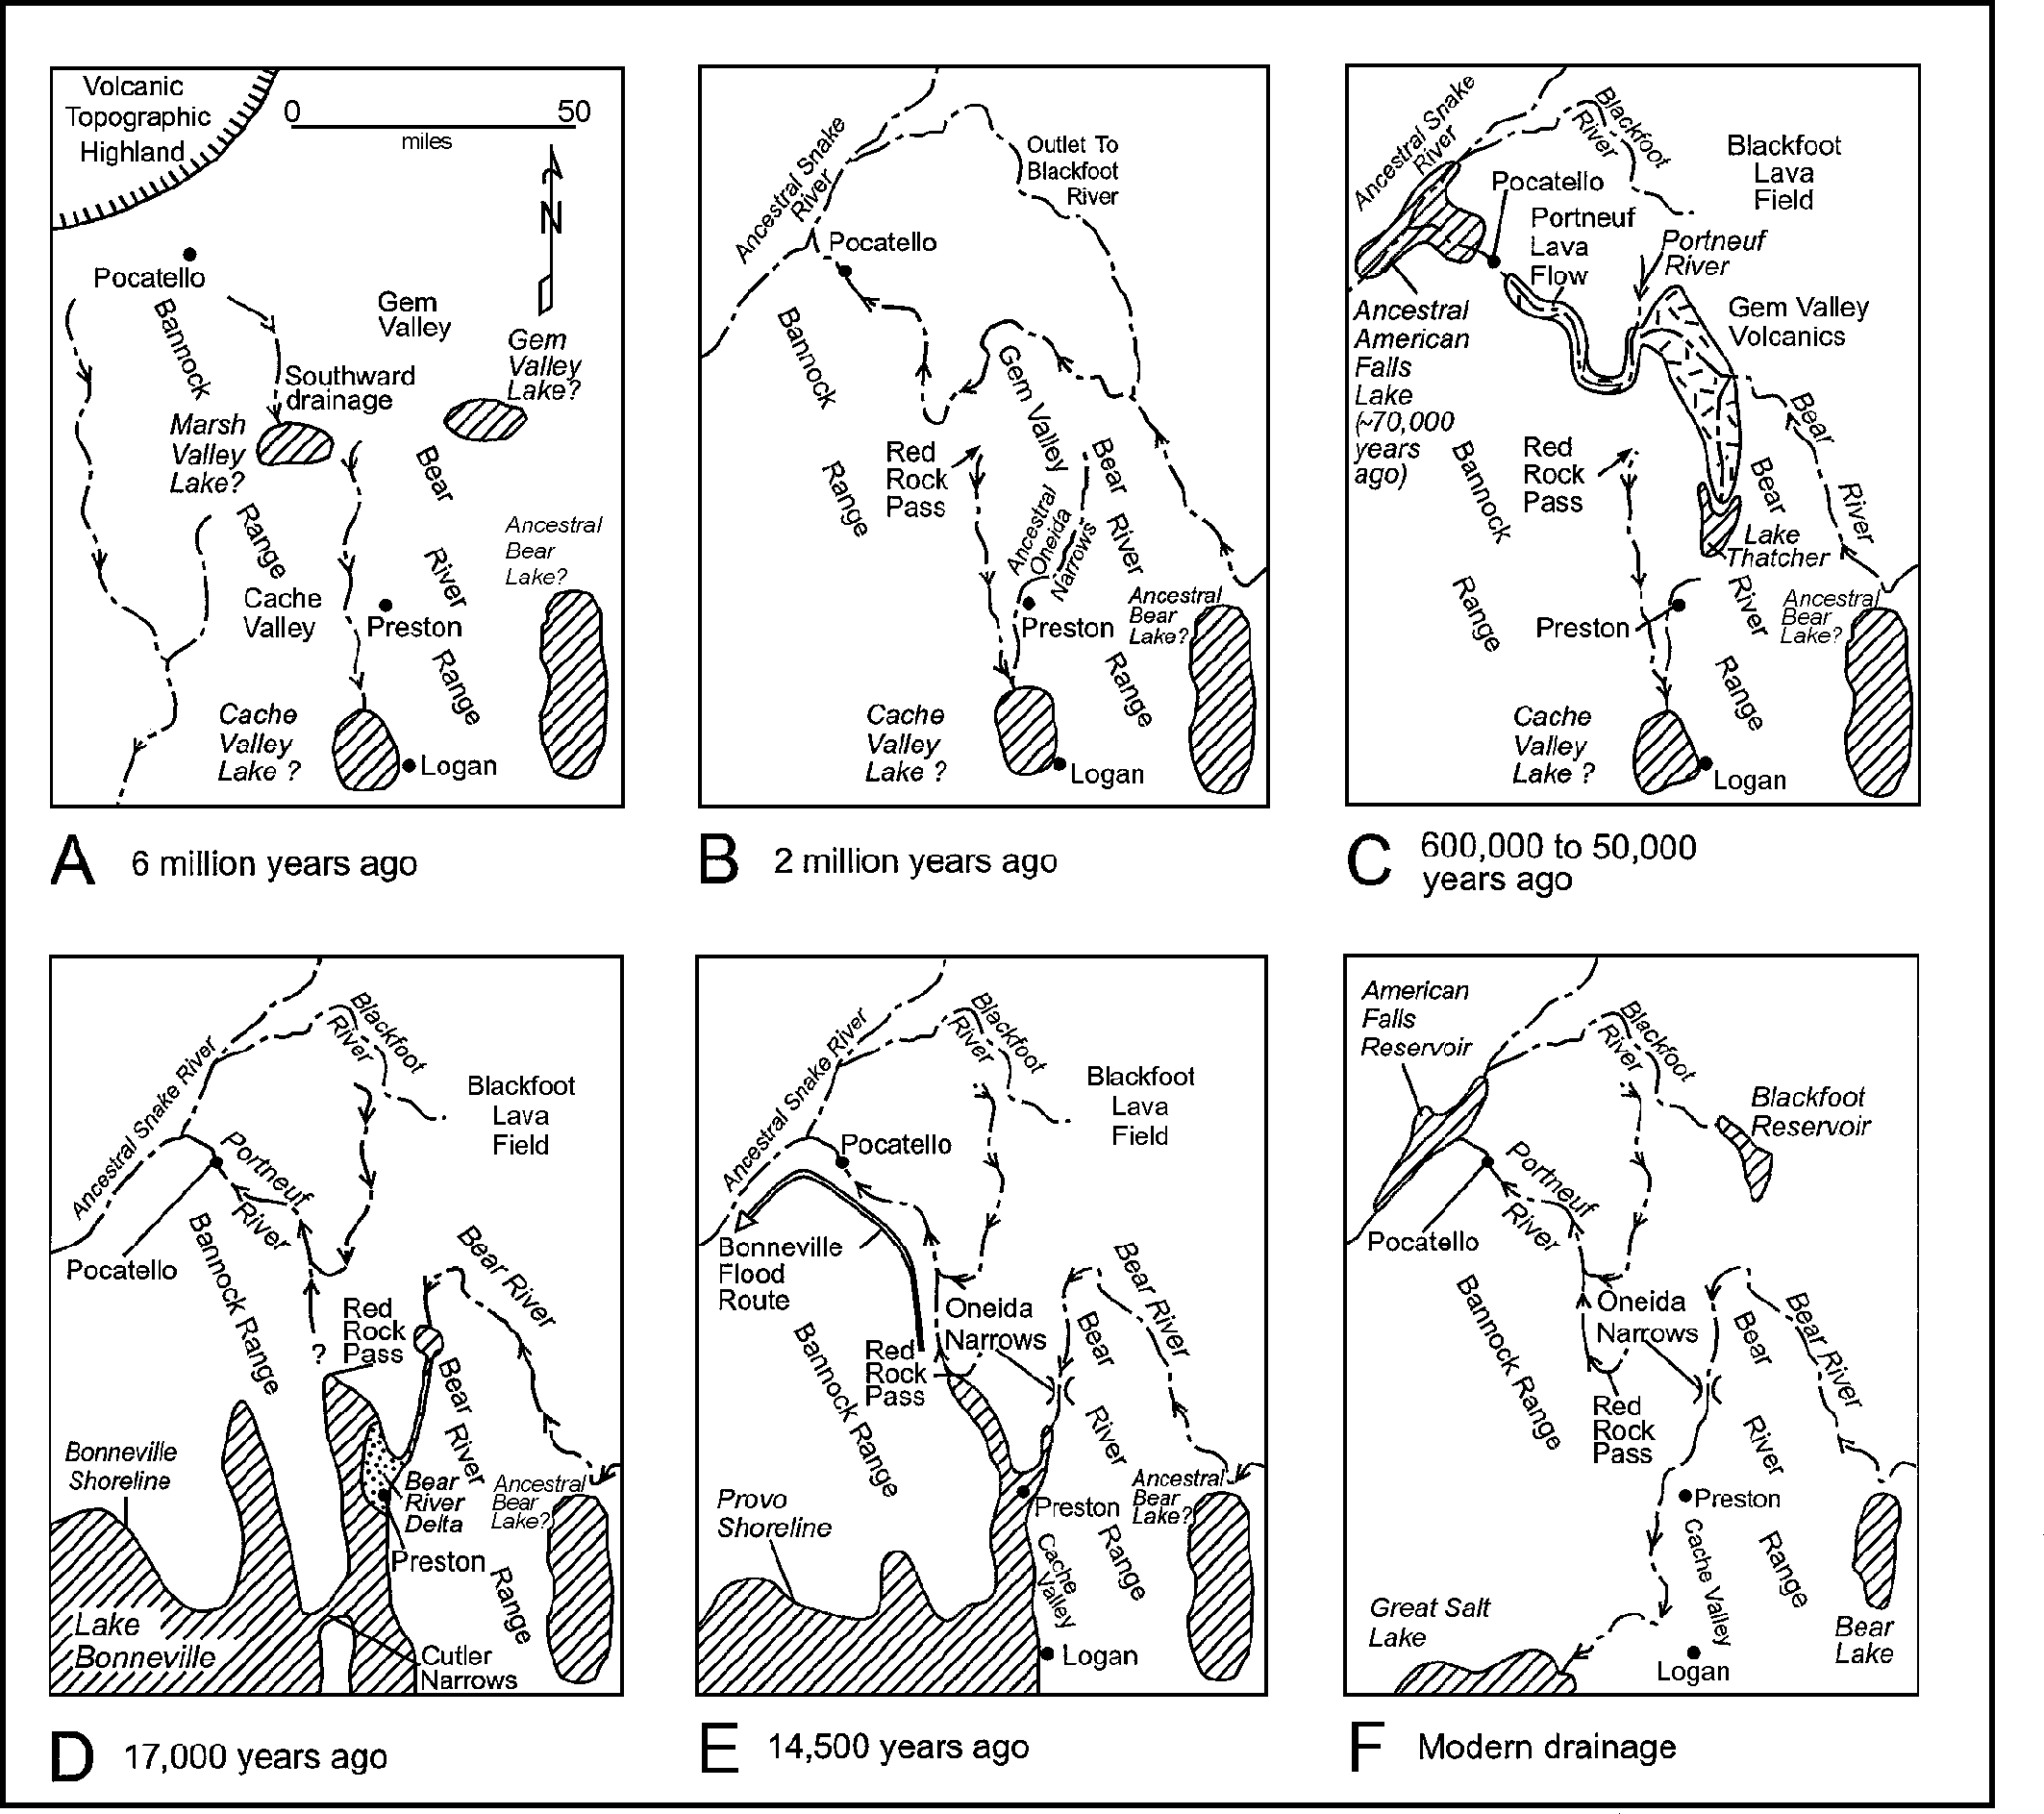 Volcanic
Topographic
Highland
0 50
miles
N
Pocatello
Bannock
Gem
Valley
Gem
Valley
Lake?
Southward
drainage
Marsh
Valley
Lake?
Bear
Range
Ancestral
Bear
Lake?
River
Cache
Valley
Preston
Range
Cache
Valley
Lake ?
Logan
A 6 million years ago
Ancestral Snake
River
Outlet To
Blackfoot
River
Pocatello
Bannock
Gem Valley
Red
Rock
Pass
Range
Bear
Ancestral
Oneida
Narrows
River
Ancestral
Bear
Lake?
Preston
Range
Cache
Valley
Lake ?
Logan
B 2 million years ago
Ancestral Snake
River
Blackfoot
River
Blackfoot
Lava
Field
Pocatello
Portneuf
Lava
Flow
Portneuf
River
Ancestral
American
Falls
Lake
(~70,000
years
ago)
Gem Valley
Volcanics
Bear
River
Red
Rock
Pass
Bannock
Bear
Lake
Thatcher
Range
River
Ancestral
Bear
Lake?
Preston
Range
Cache
Valley
Lake ?
Logan
C 600,000 to 50,000
years ago
Ancestral Snake River
Blackfoot
River
Blackfoot
Lava
Field
Portneuf
River
Pocatello
Bannock Range
Bear River
Red
Rock
Pass
?
Bear
River
Bonneville
Shoreline
Bear
River
Delta
Ancestral
Bear
Lake?
Preston
Range
Lake
Bonneville
Cutler
Narrows
D 17,000 years ago
Ancestral Snake River
Blackfoot
River
Blackfoot
Lava
Field
Pocatello
Bonneville
Flood
Route
Bear River
Oneida
Narrows
Bear
Bannock Range
Red
Rock
Pass
River
Provo
Shoreline
Ancestral
Bear
Lake?
Preston
Range
Cache
Valley
Logan
E 14,500 years ago
American
Falls
Reservoir
Blackfoot
River
Blackfoot
Reservoir
Portneuf
River
Pocatello
Bannock Range
Oneida
Narrows
Bear
Bear River
Red
Rock
Pass
River
Preston
Cache Valley
Range
Great Salt
Lake
Bear
Lake
Logan
F Modern drainage